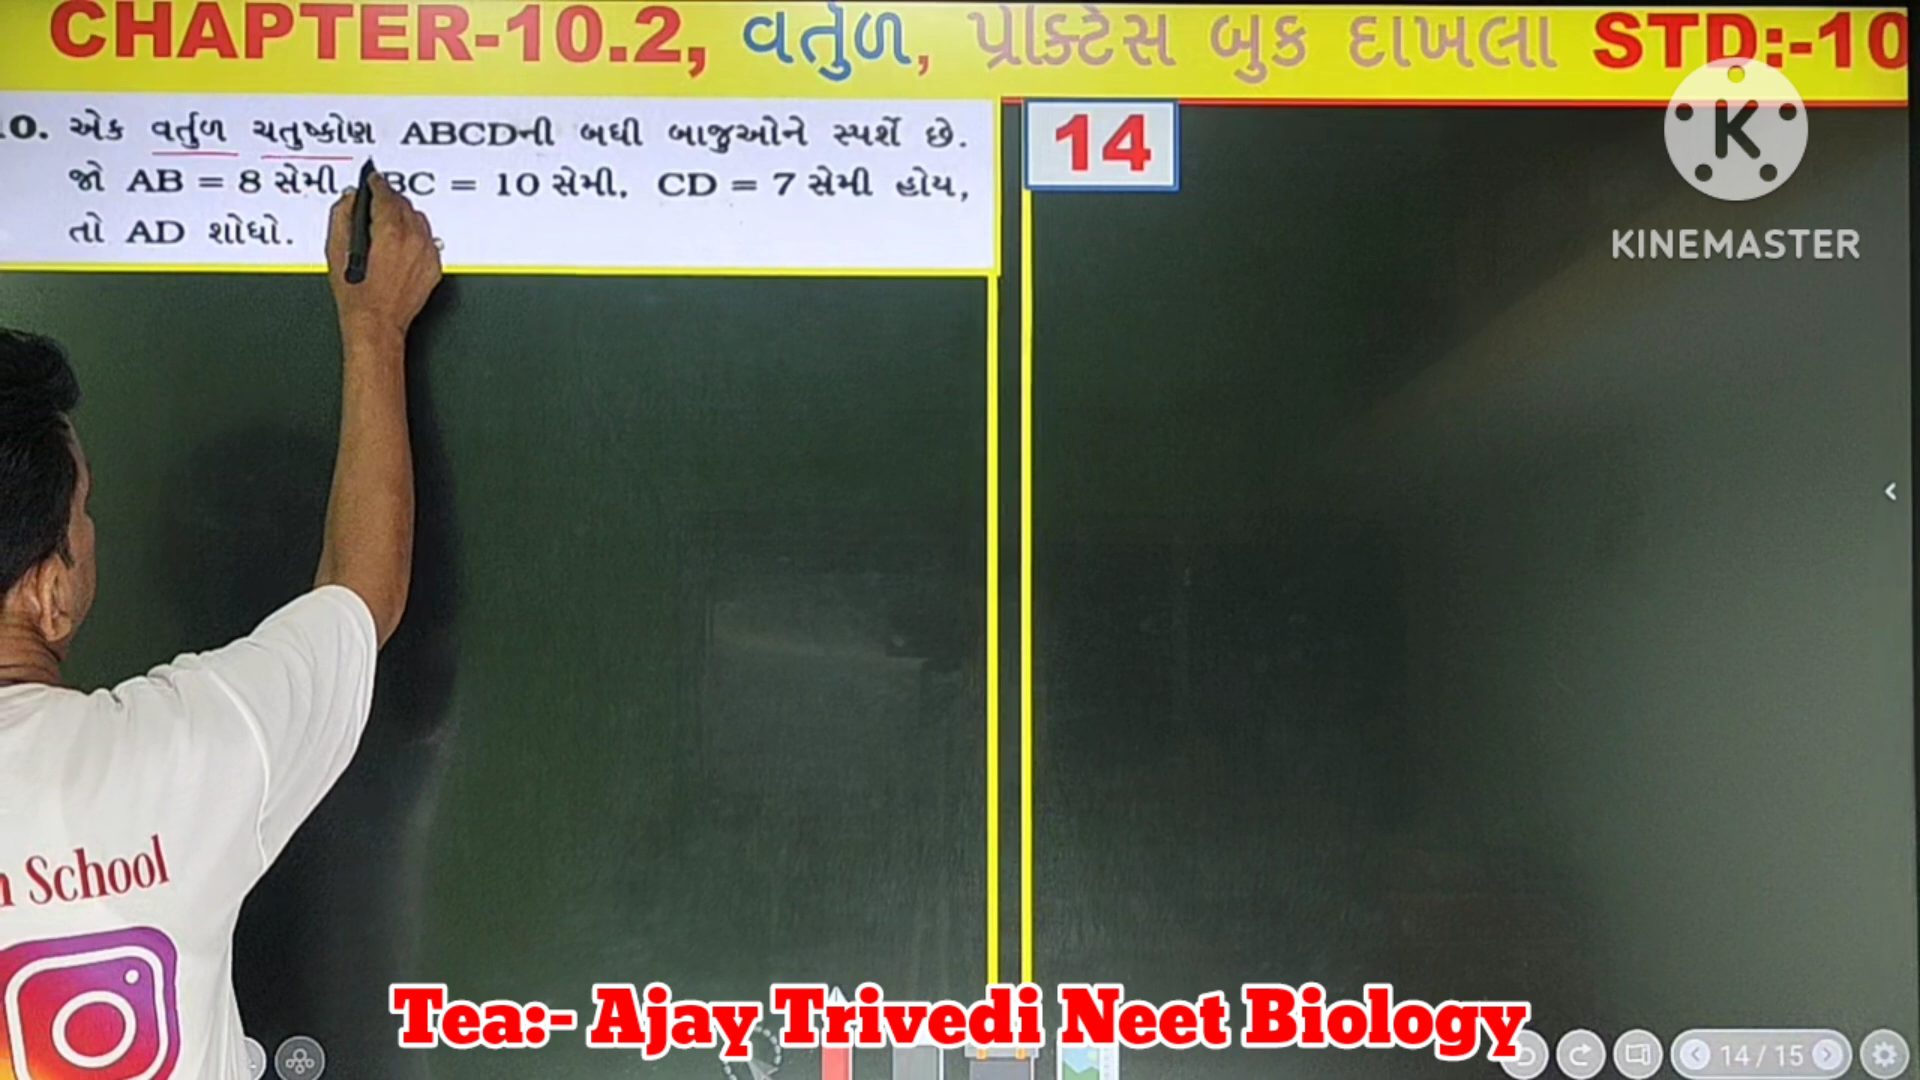 CHAPTER-10.2, વર્તુળ, પ્રેક્ટિસ બુક દાખલા STD:-10
0. એક વર્તુળ ચતુષ્કોણ ABCDની બધી બાજુઓને સ્પર્શે છે.
જો AB = 8 સેમી, BC = 10 સેમી, CD = 7 સેમી હોય,
તો AD શોધો.
14
KINEMASTER
School
Tea:- Ajay Trivedi Neet Biology
14 / 15